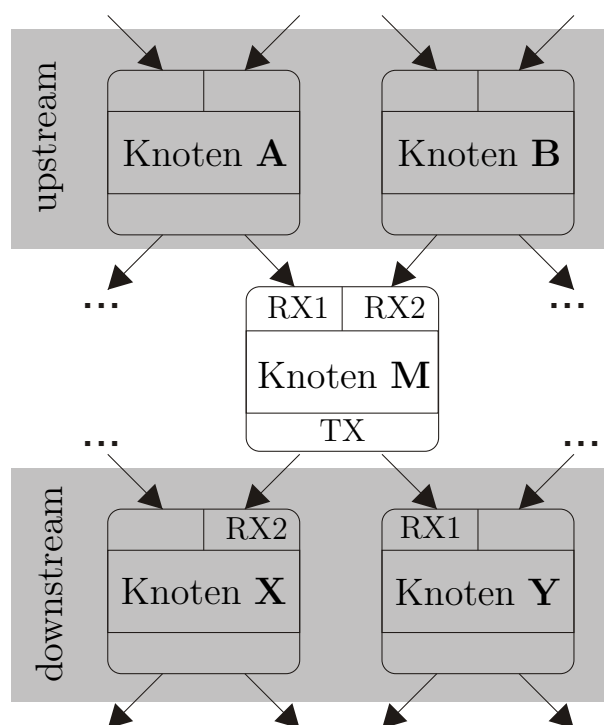 upstream
Knoten A
Knoten B
...
...
RX1
RX2
Knoten M
TX
...
...
downstream
RX2
RX1
Knoten X
Knoten Y